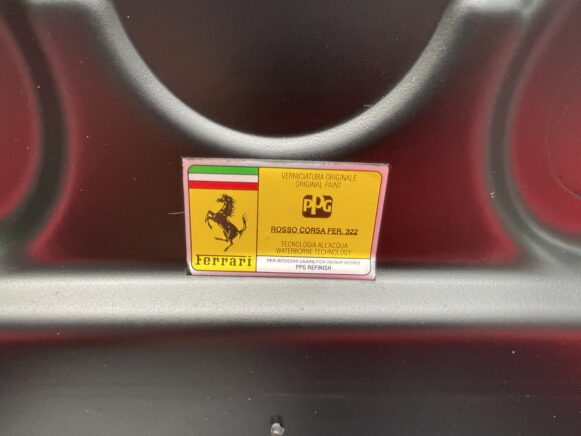 VERNICIATURA ORIGINALE
ORIGINAL PAINT
PPG
ROSSO CORSA FER. 322
TECNOLOGIA ALL'ACQUA
WATERBORNE TECHNOLOGY
Ferrari
PER RITOCCHI USARE/FOR REPAIR WORKS
PPG REFINISH